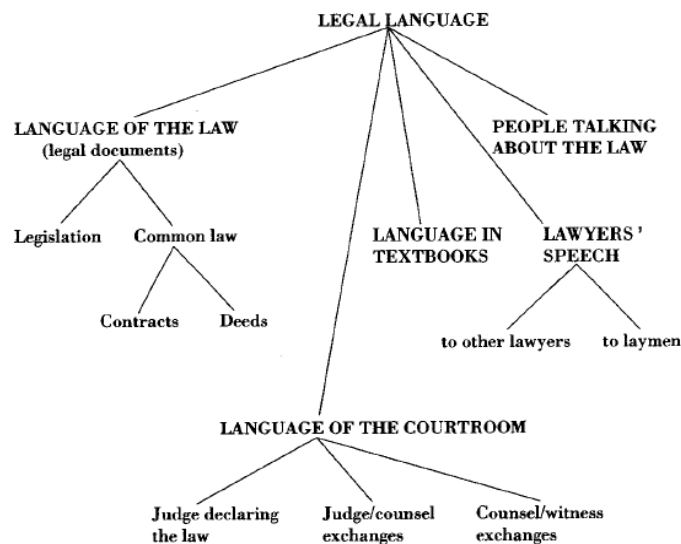 LEGAL LANGUAGE
LANGUAGE OF THE LAW
(legal documents)
PEOPLE TALKING
ABOUT THE LAW
Legislation
Common law
LANGUAGE IN
TEXTBOOKS
LAWYERS'
SPEECH
Contracts
Deeds
to other lawyers
to laymen
LANGUAGE OF THE COURTROOM
Judge declaring
the law
Judge/counsel
exchanges
Counsel/witness
exchanges